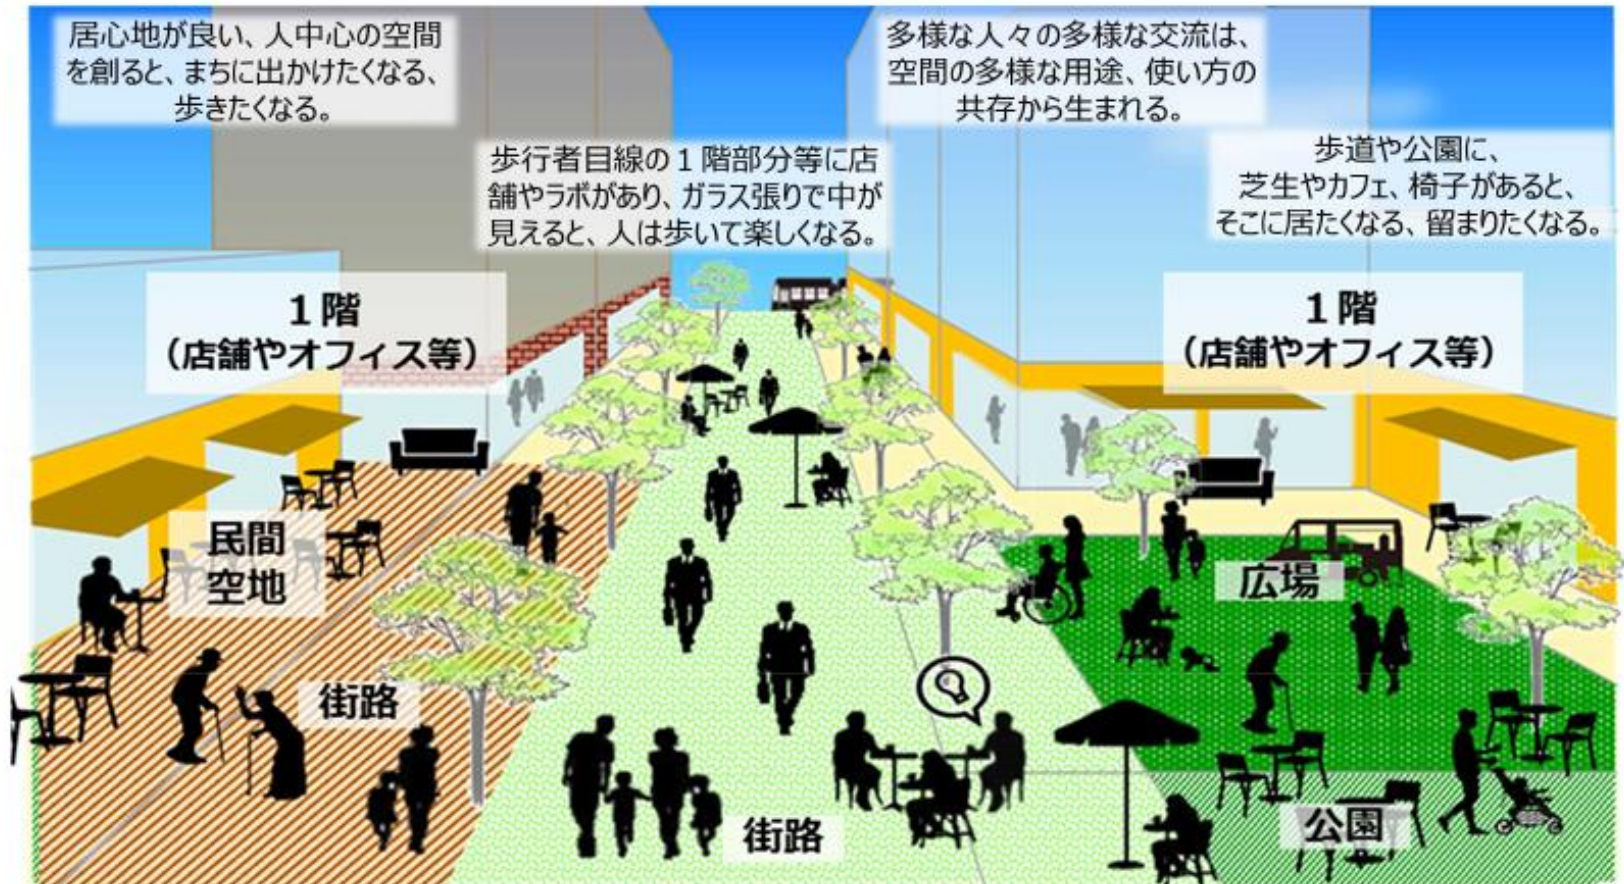 居心地が良い、人中心の空間
を創ると、まちに出かけたくなる、
歩きたくなる。
多様な人々の多様な交流は、
空間の多様な用途、使い方の
共存から生まれる。
歩行者目線の１階部分等に店
舗やラボがあり、ガラス張りで中が
見えると、人は歩いて楽しくなる。
歩道や公園に、
芝生やカフェ、椅子があると、
そこに居たくなる、留まりたくなる。
１階
（店舗やオフィス等）
１階
（店舗やオフィス等）
民間
空地
広場
街路
街路
公園